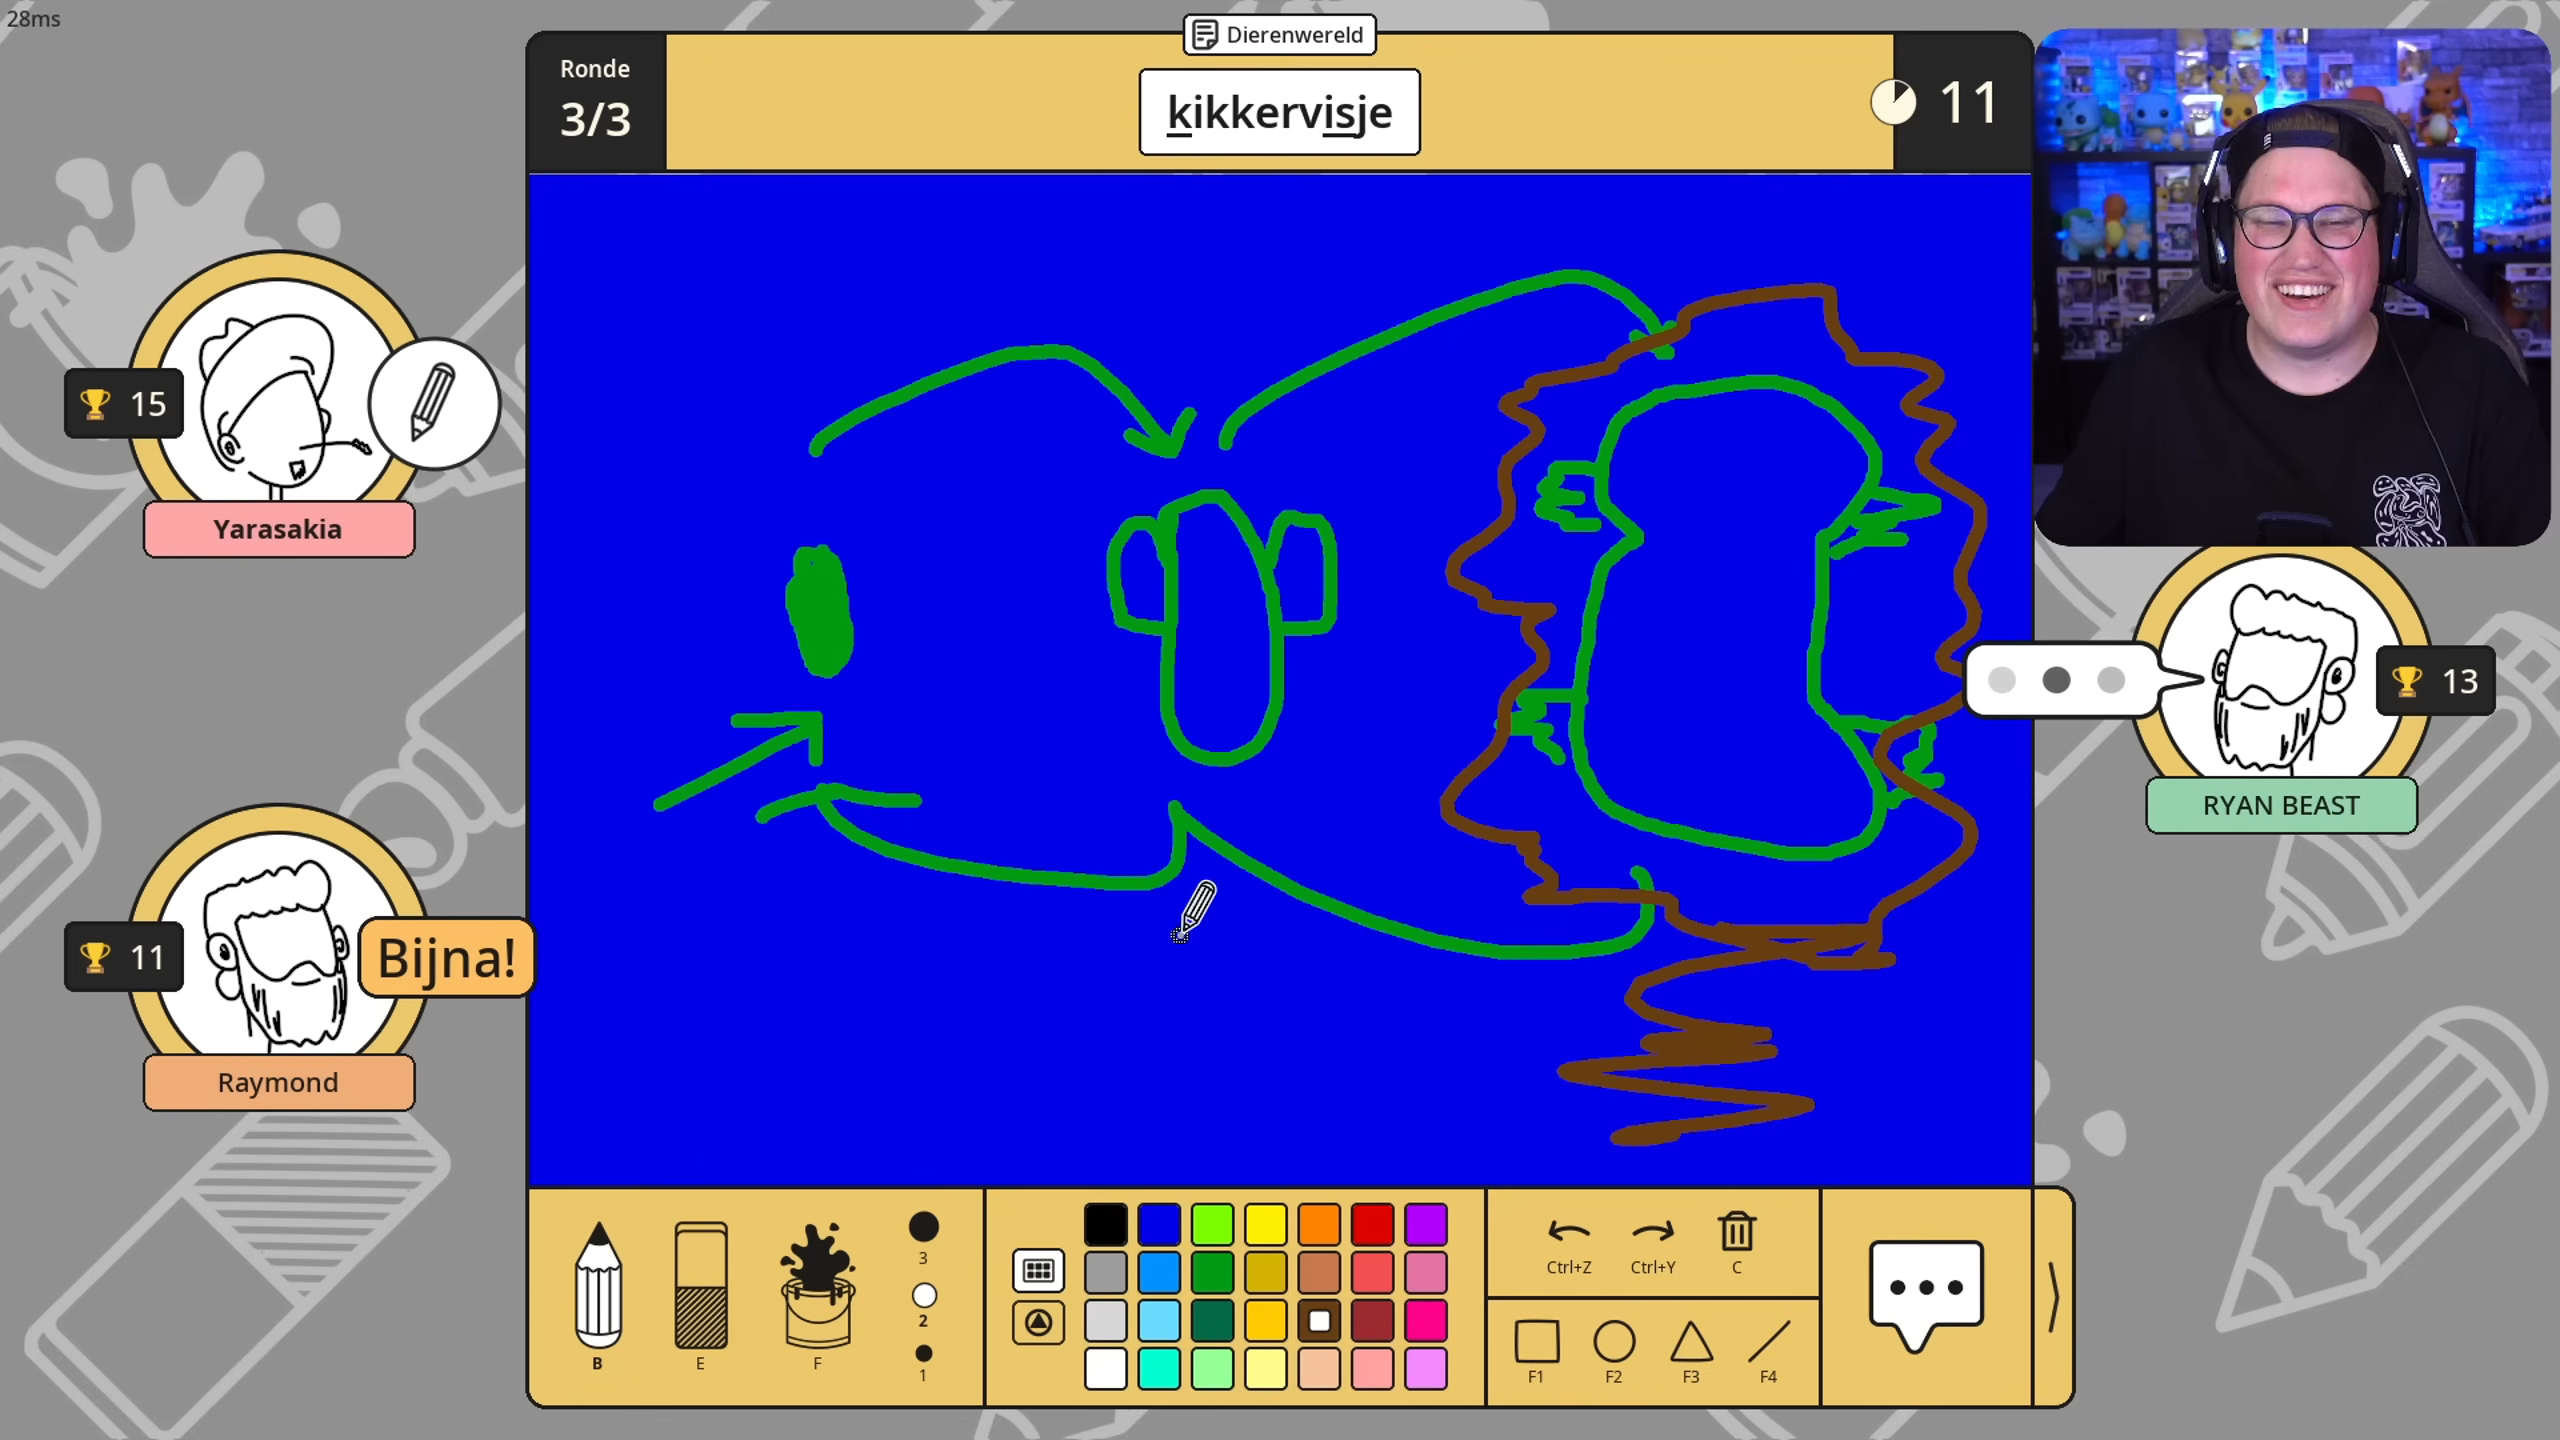 28ms
Dierenwereld
Ronde
3/3
kikkervisje
11
15
Yarasakia
13
RYAN BEAST
11
Bijna!
Raymond
3
2
1
B
E
F
Ctrl+Z
Ctrl+Y
C
F1
F2
F3
F4